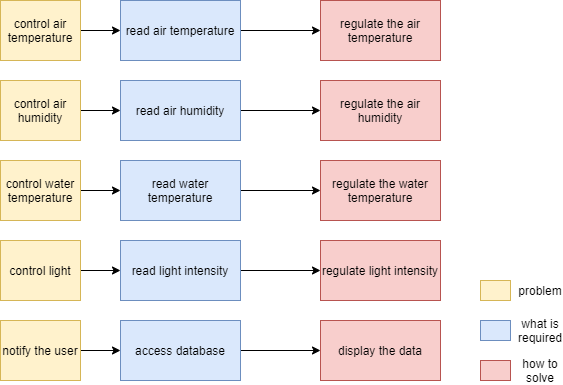 control air
temperature
read air temperature
regulate the air
temperature
control air
humidity
read air humidity
regulate the air
humidity
control water
temperature
read water
temperature
regulate the water
temperature
control light
read light intensity
regulate light intensity
notify the user
access database
display the data
problem
what is
required
how to
solve